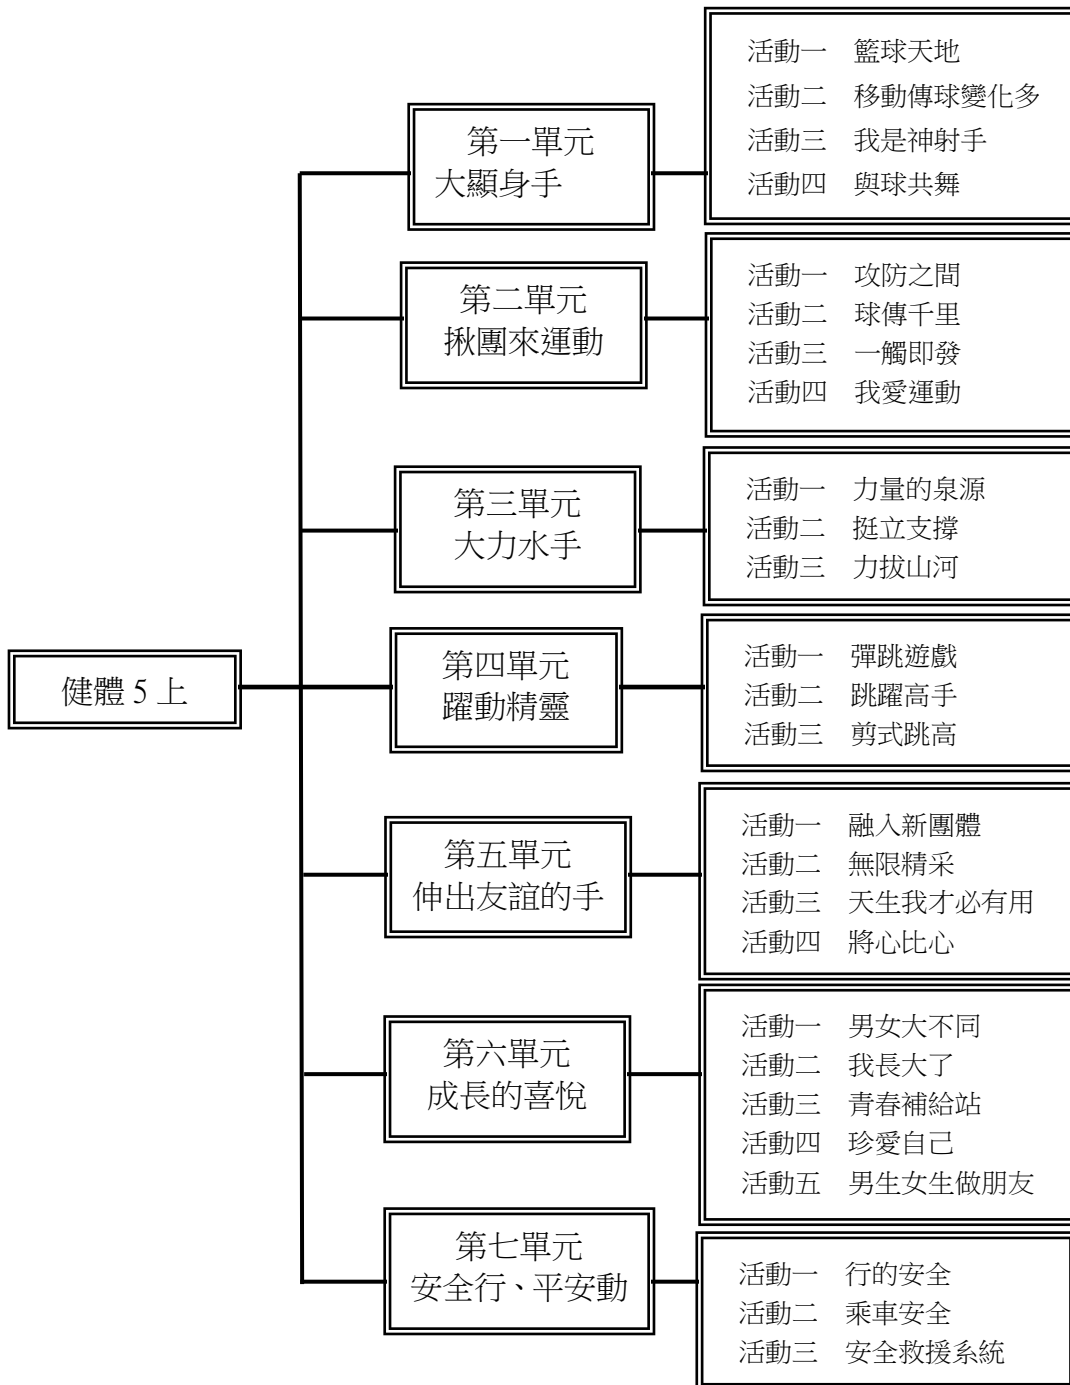 健體 5 上
第一單元
大顯身手
活動一　籃球天地
活動二　移動傳球變化多
活動三　我是神射手
活動四　與球共舞
第二單元
揪團來運動
活動一　攻防之間
活動二　球傳千里
活動三　一觸即發
活動四　我愛運動
第三單元
大力水手
活動一　力量的泉源
活動二　挺立支撐
活動三　力拔山河
第四單元
躍動精靈
活動一　彈跳遊戲
活動二　跳躍高手
活動三　剪式跳高
第五單元
伸出友誼的手
活動一　融入新團體
活動二　無限精采
活動三　天生我才必有用
活動四　將心比心
第六單元
成長的喜悅
活動一　男女大不同
活動二　我長大了
活動三　青春補給站
活動四　珍愛自己
活動五　男生女生做朋友
第七單元
安全行、平安動
活動一　行的安全
活動二　乘車安全
活動三　安全救援系統